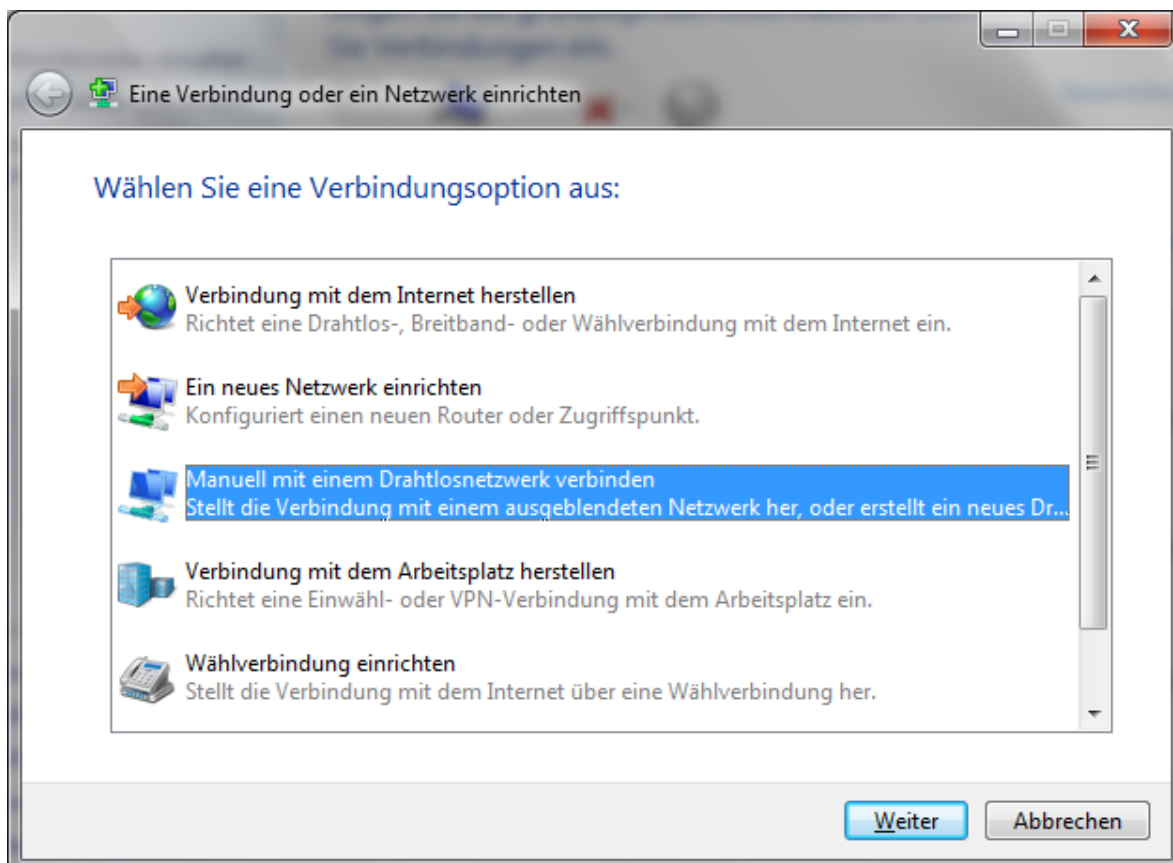 Sie Verbindungen ein.
Eine Verbindung oder ein Netzwerk einrichten
Wählen Sie eine Verbindungsoption aus:
Verbindung mit dem Internet herstellen
Richtet eine Drahtlos-, Breitband- oder Wählverbindung mit dem Internet ein.
Ein neues Netzwerk einrichten
Konfiguriert einen neuen Router oder Zugriffspunkt.
Manuell mit einem Drahtlosnetzwerk verbinden
Stellt die Verbindung mit einem ausgeblendeten Netzwerk her, oder erstellt ein neues Dr...
Verbindung mit dem Arbeitsplatz herstellen
Richtet eine Einwähl- oder VPN-Verbindung mit dem Arbeitsplatz ein.
Wählverbindung einrichten
Stellt die Verbindung mit dem Internet über eine Wählverbindung her.
Weiter
Abbrechen